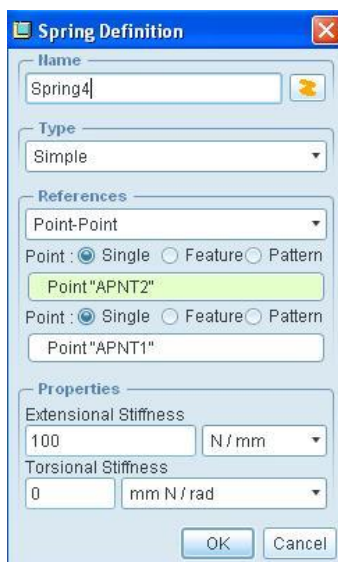 Spring Definition
Name
Spring4
Type
Simple
References
Point-Point
Point : Single Feature Pattern
Point "APNT2"
Point : Single Feature Pattern
Point "APNT1"
Properties
Extensional Stiffness
100 N / mm
Torsional Stiffness
0 mm N / rad
OK Cancel